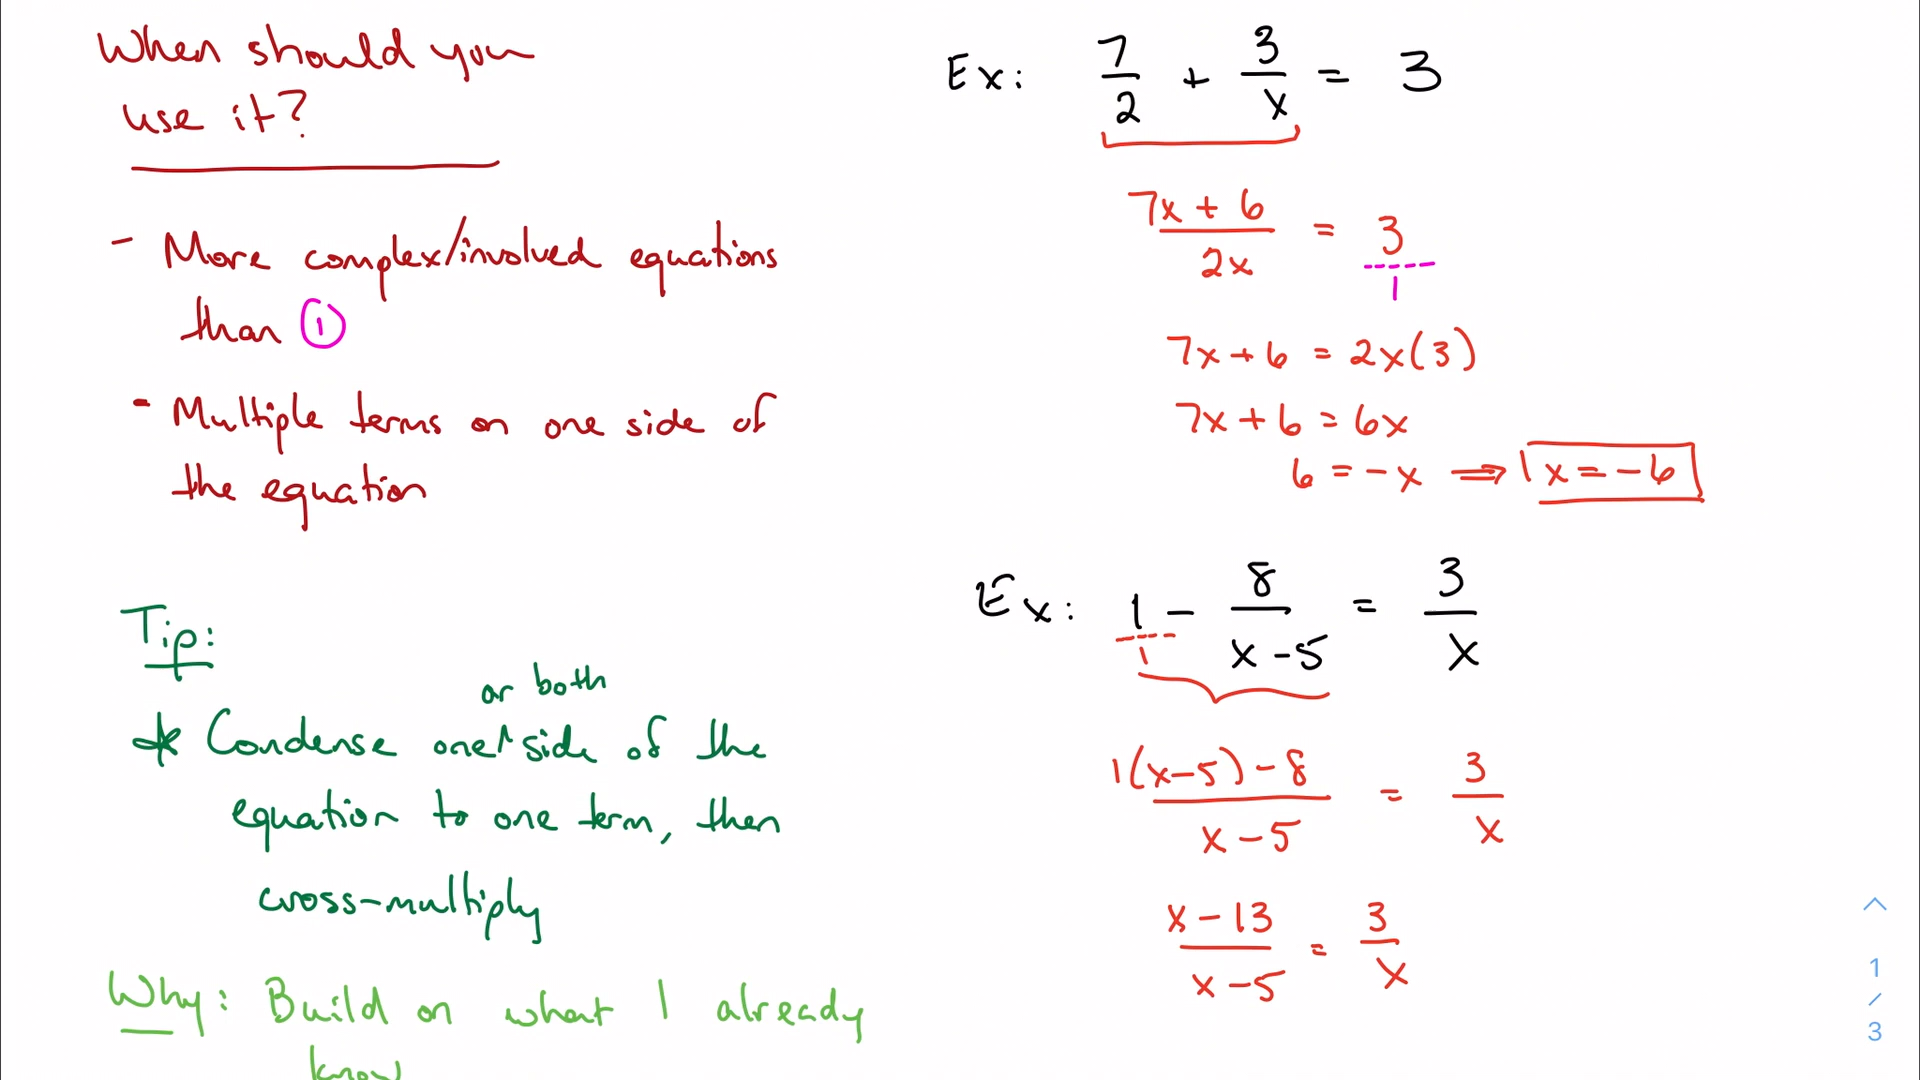 When should you
use it?
- More complex/involved equations
than ①
- Multiple terms on one side of
the equation
Tip:
or both
* Condense one^side of the
equation to one term, then
cross-multiply
Why: Build on what I already
know
Ex: 7/2 + 3/x = 3
(7x + 6)/2x = 3/1
7x + 6 = 2x(3)
7x + 6 = 6x
6 = -x ⟹ x = -6
Ex: 1/1 - 8/(x-5) = 3/x
(1(x-5)-8)/(x-5) = 3/x
(x-13)/(x-5) = 3/x
1
/
3